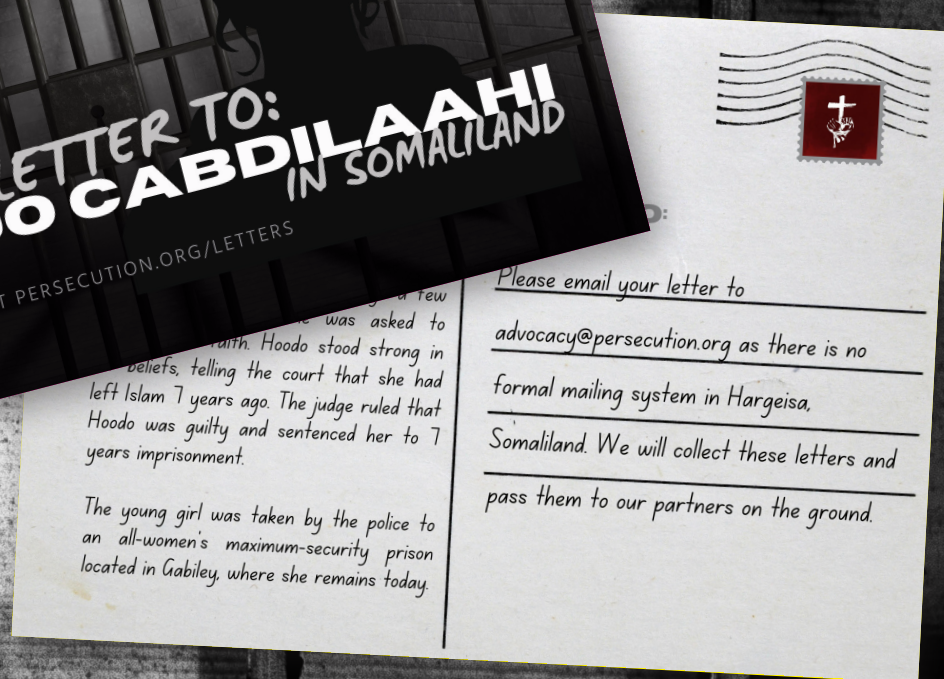 LETTER TO:
CABDILAAHI
IN SOMALILAND
PERSECUTION.ORG/LETTERS
few
was asked to
faith. Hoodo stood strong in
beliefs, telling the court that she had
left Islam 7 years ago. The judge ruled that
Hoodo was guilty and sentenced her to 7
years imprisonment.
The young girl was taken by the police to
an all-women's maximum-security prison
located in Gabiley, where she remains today.
Please email your letter to
advocacy@persecution.org as there is no
formal mailing system in Hargeisa,
Somaliland. We will collect these letters and
pass them to our partners on the ground.